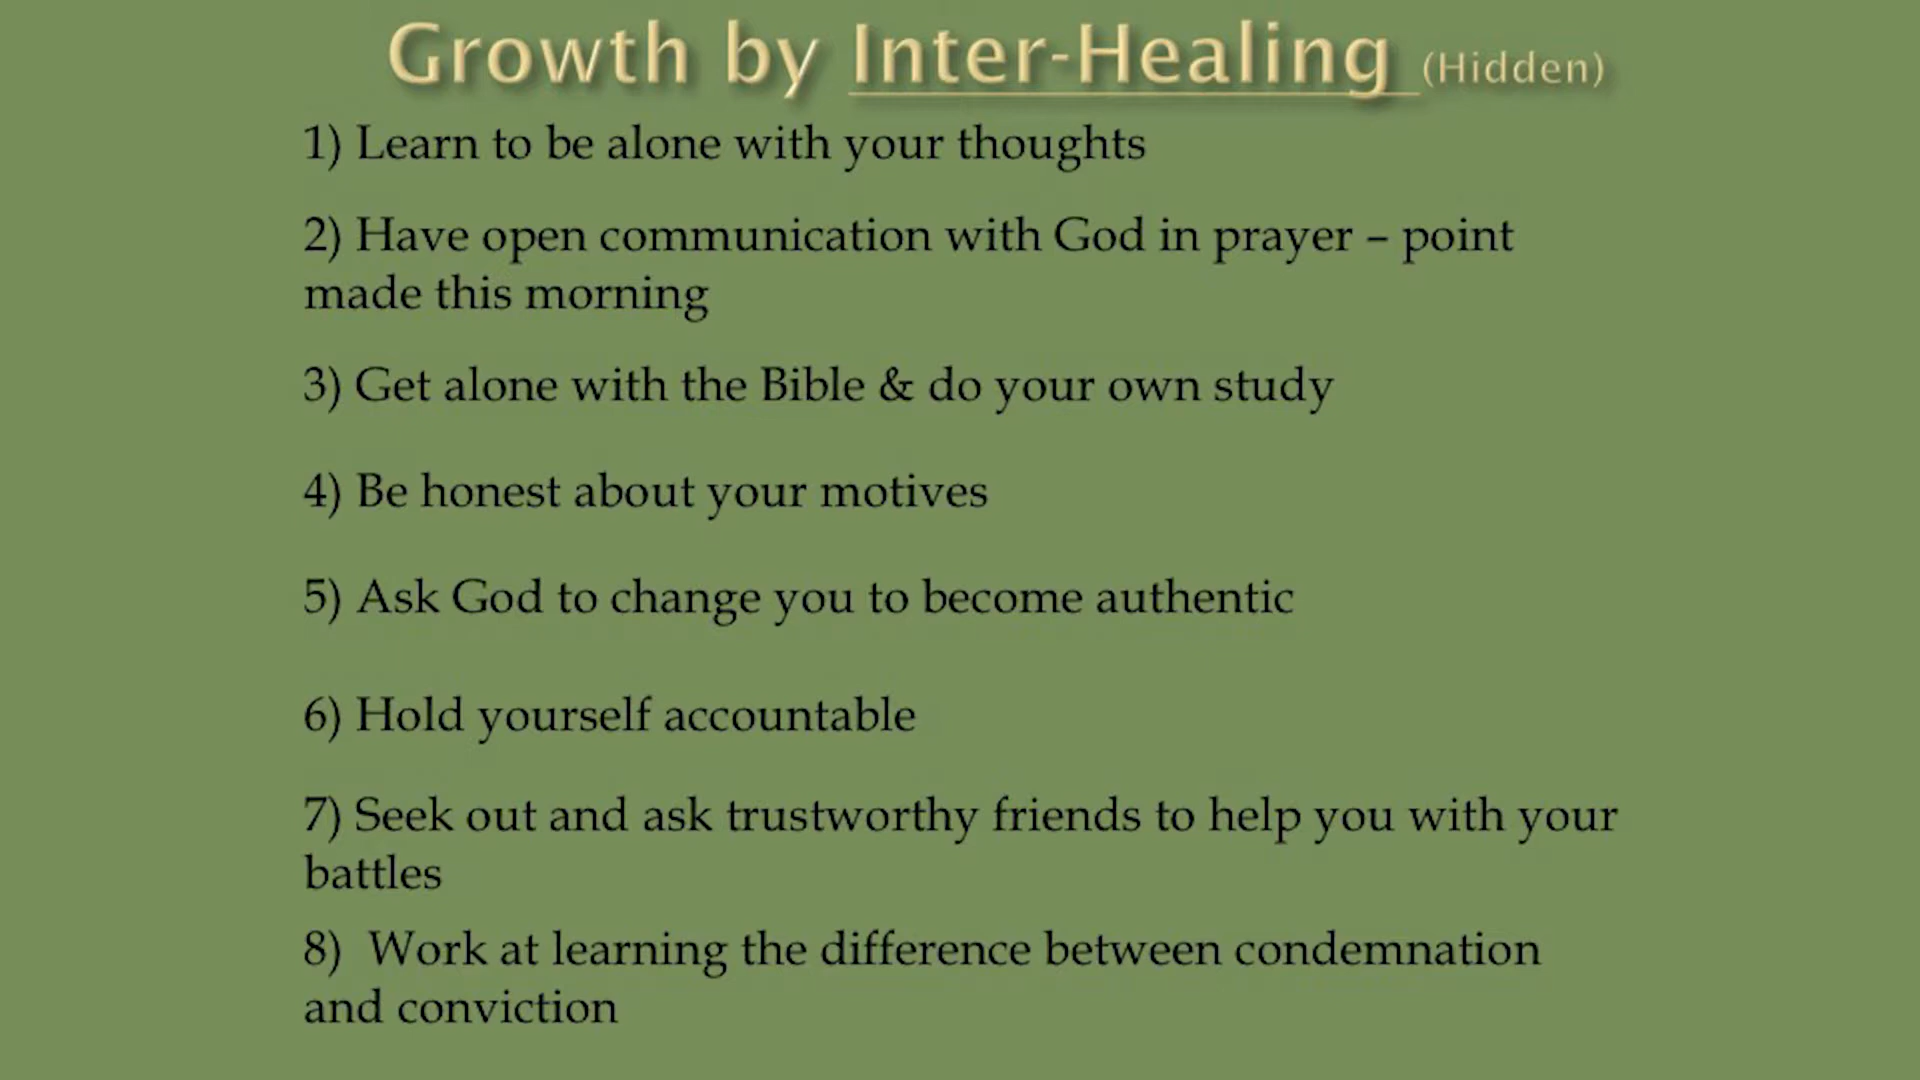 Growth by Inter-Healing (Hidden)
1) Learn to be alone with your thoughts
2) Have open communication with God in prayer – point
made this morning
3) Get alone with the Bible & do your own study
4) Be honest about your motives
5) Ask God to change you to become authentic
6) Hold yourself accountable
7) Seek out and ask trustworthy friends to help you with your
battles
8)  Work at learning the difference between condemnation
and conviction